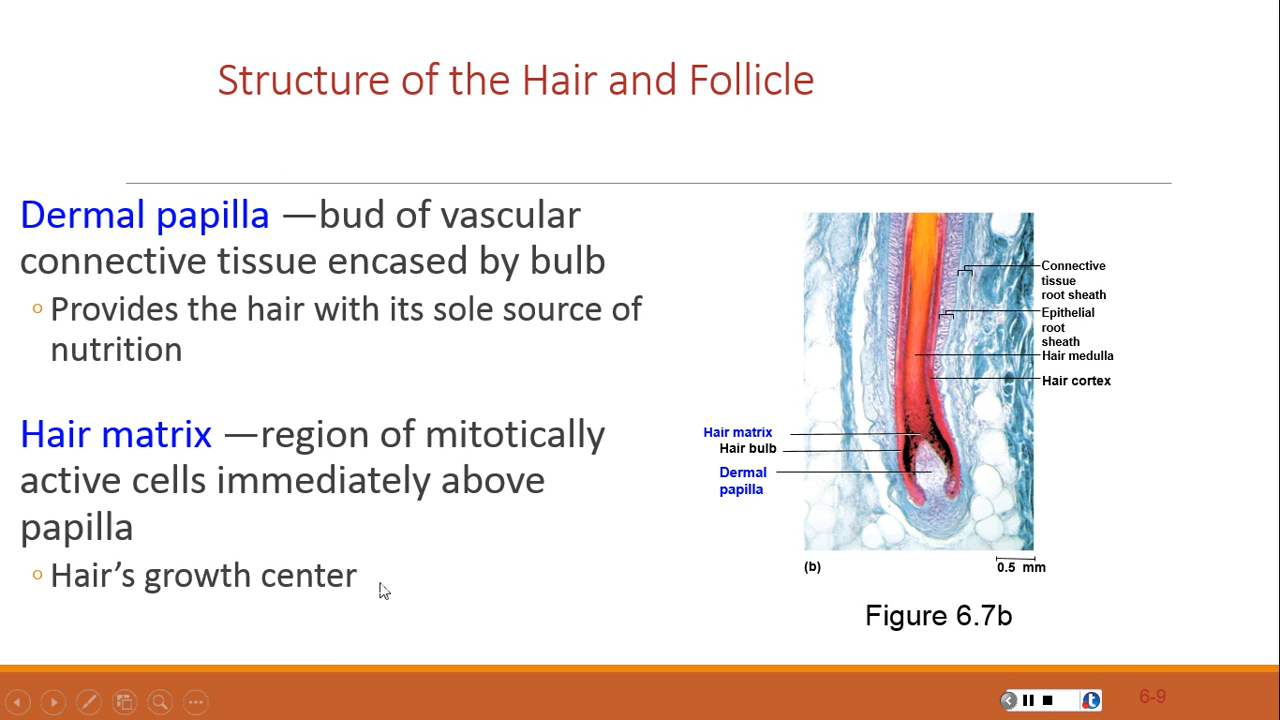 Structure of the Hair and Follicle
Dermal papilla —bud of vascular
connective tissue encased by bulb
Provides the hair with its sole source of
nutrition
Hair matrix —region of mitotically
active cells immediately above
papilla
Hair’s growth center
Connective
tissue
root sheath
Epithelial
root
sheath
Hair medulla
Hair cortex
Hair matrix
Hair bulb
Dermal
papilla
(b)
0.5 mm
Figure 6.7b
t
6-9